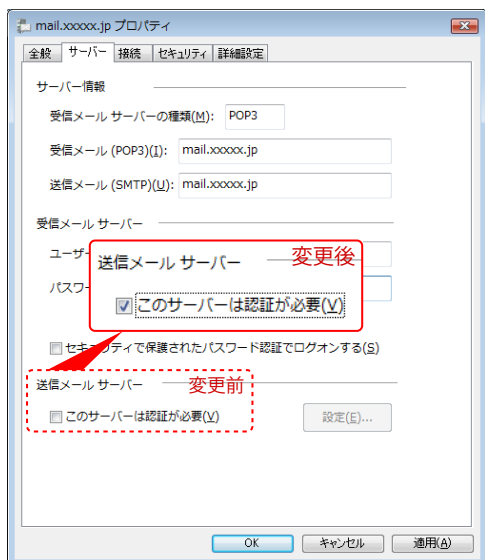 mail.xxxxx.jp プロパティ
全般 サーバー 接続 セキュリティ 詳細設定
サーバー情報
受信メール サーバーの種類(M): POP3
受信メール (POP3)(I): mail.xxxxx.jp
送信メール (SMTP)(U): mail.xxxxx.jp
受信メール サーバー
ユーザー
送信メール サーバー 変更後
パスワー
このサーバーは認証が必要(V)
セキュリティで保護されたパスワード認証でログオンする(S)
送信メール サーバー 変更前
このサーバーは認証が必要(V) 設定(E)...
OK キャンセル 適用(A)